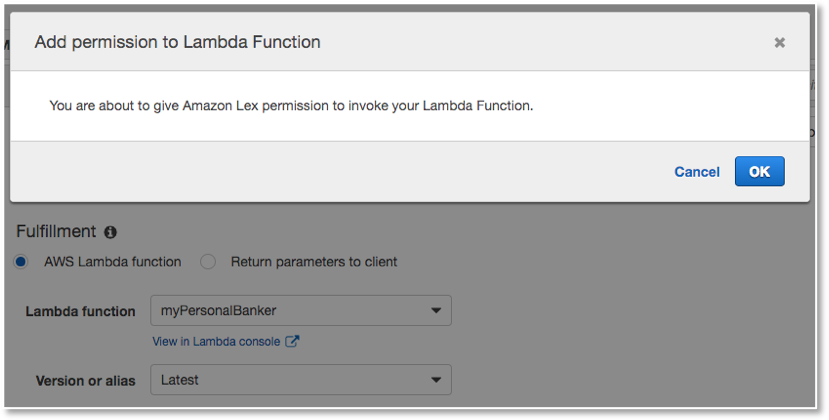 Add permission to Lambda Function
You are about to give Amazon Lex permission to invoke your Lambda Function.
Cancel
OK
Fulfillment
AWS Lambda function
Return parameters to client
Lambda function
myPersonalBanker
View in Lambda console
Version or alias
Latest